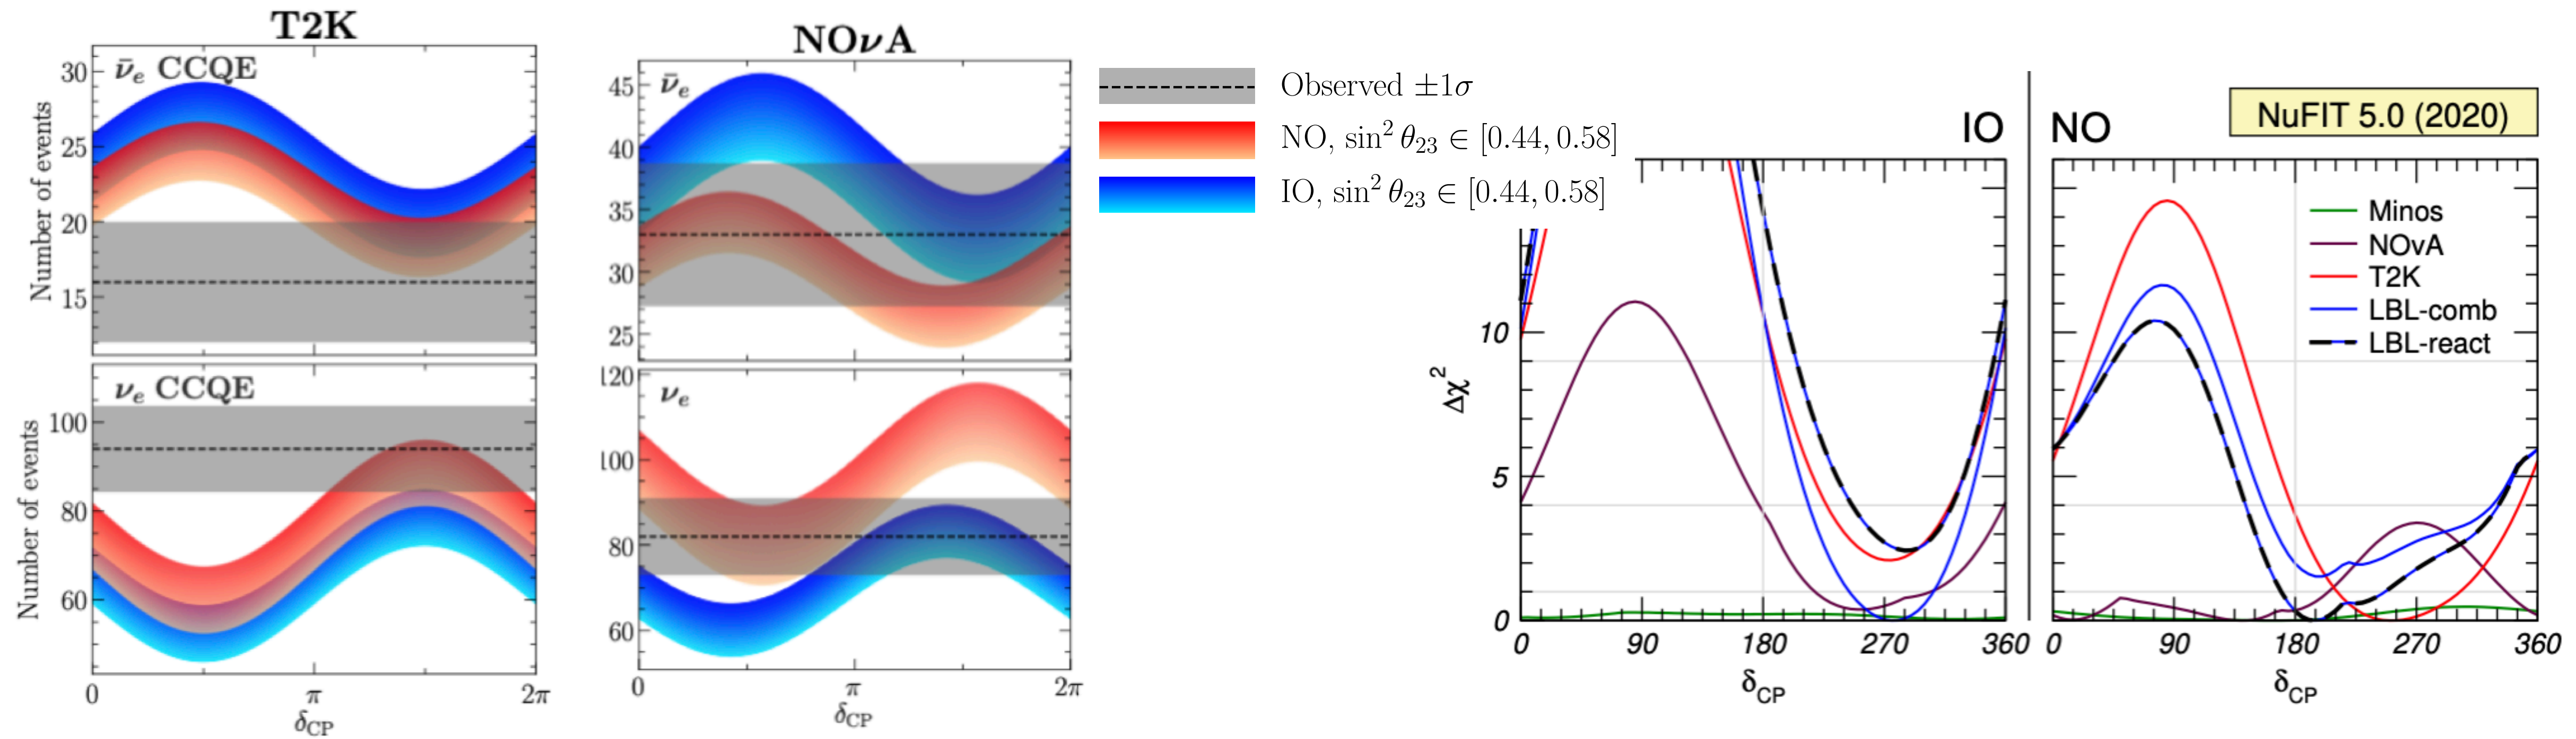 T2K
ν̄ₑ CCQE
Number of events
30
25
20
15
νₑ CCQE
Number of events
100
80
60
0
π
2π
δCP
NOνA
ν̄ₑ
45
40
35
30
25
νₑ
120
100
80
60
0
π
2π
δCP
Observed ±1σ
NO, sin² θ₂₃ ∈ [0.44, 0.58]
IO, sin² θ₂₃ ∈ [0.44, 0.58]
IO
NO
NuFIT 5.0 (2020)
Minos
NOvA
T2K
LBL-comb
LBL-react
Δχ²
10
5
0
0 90 180 270 360
δCP
0 90 180 270 360
δCP